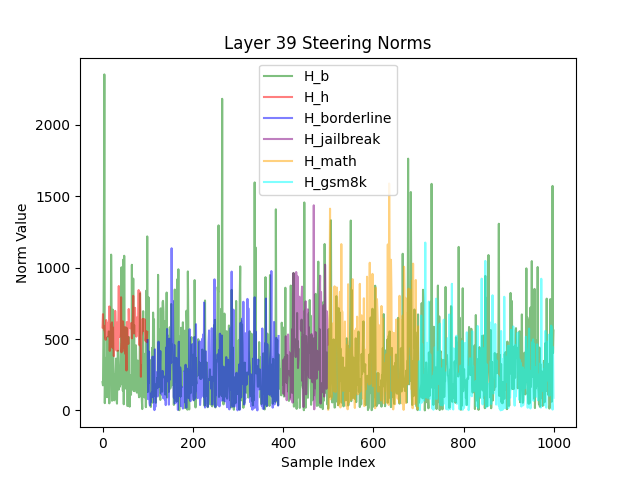 Layer 39 Steering Norms
H_b
H_h
H_borderline
H_jailbreak
H_math
H_gsm8k
Norm Value
2000
1500
1000
500
0
0
200
400
600
800
1000
Sample Index